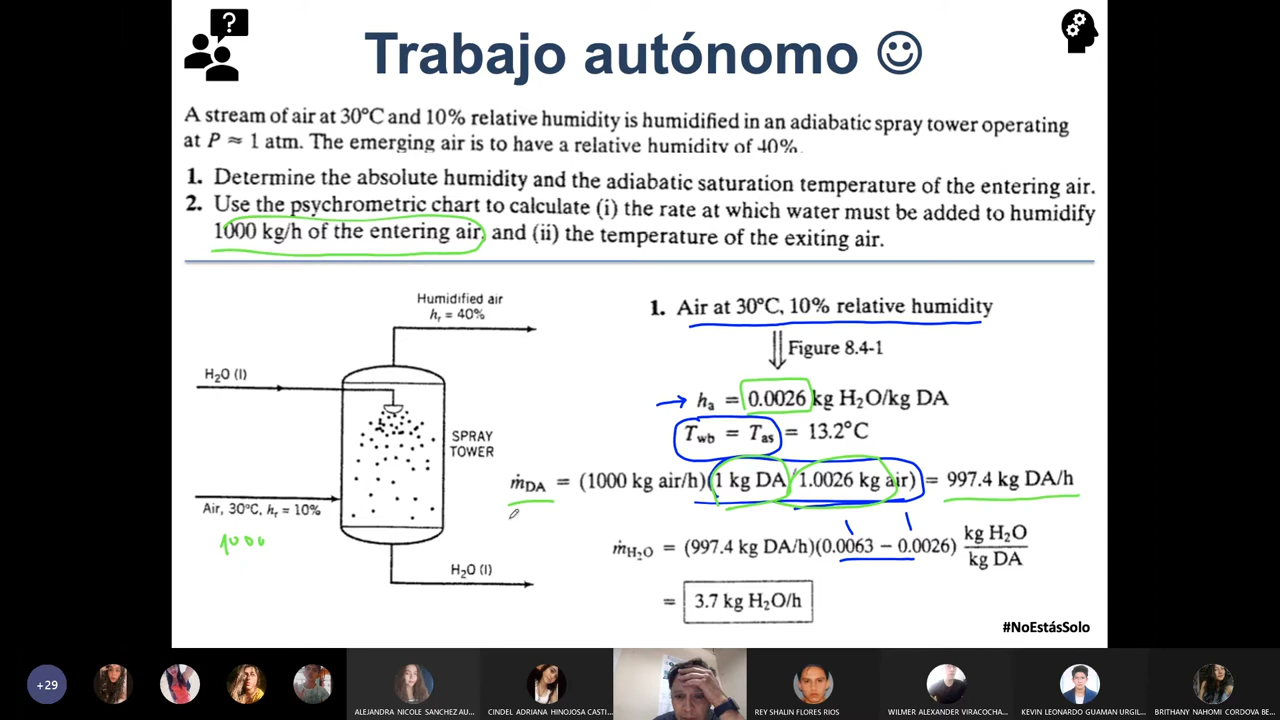 ?
Trabajo autónomo ☺
A stream of air at 30°C and 10% relative humidity is humidified in an adiabatic spray tower operating
at P ≈ 1 atm. The emerging air is to have a relative humidity of 40%.
1. Determine the absolute humidity and the adiabatic saturation temperature of the entering air.
2. Use the psychrometric chart to calculate (i) the rate at which water must be added to humidify
1000 kg/h of the entering air, and (ii) the temperature of the exiting air.
Humidified air
hᵣ = 40%
H₂O (l)
SPRAY
TOWER
Air, 30°C, hᵣ = 10%
1000
H₂O (l)
1. Air at 30°C, 10% relative humidity
⇓ Figure 8.4-1
→ hₐ = 0.0026 kg H₂O/kg DA
T_wb = T_as = 13.2°C
ṁ_DA = (1000 kg air/h)(1 kg DA/1.0026 kg air) = 997.4 kg DA/h
ṁ_H₂O = (997.4 kg DA/h)(0.0063 − 0.0026) kg H₂O/kg DA
= 3.7 kg H₂O/h
#NoEstásSolo
+29
ALEJANDRA NICOLE SANCHEZ AU...
CINDEL ADRIANA HINOJOSA CASTI...
REY SHALIN FLORES RIOS
WILMER ALEXANDER VIRACOCHA...
KEVIN LEONARDO GUAMAN URGIL...
BRITHANY NAHOMI CORDOVA BE...